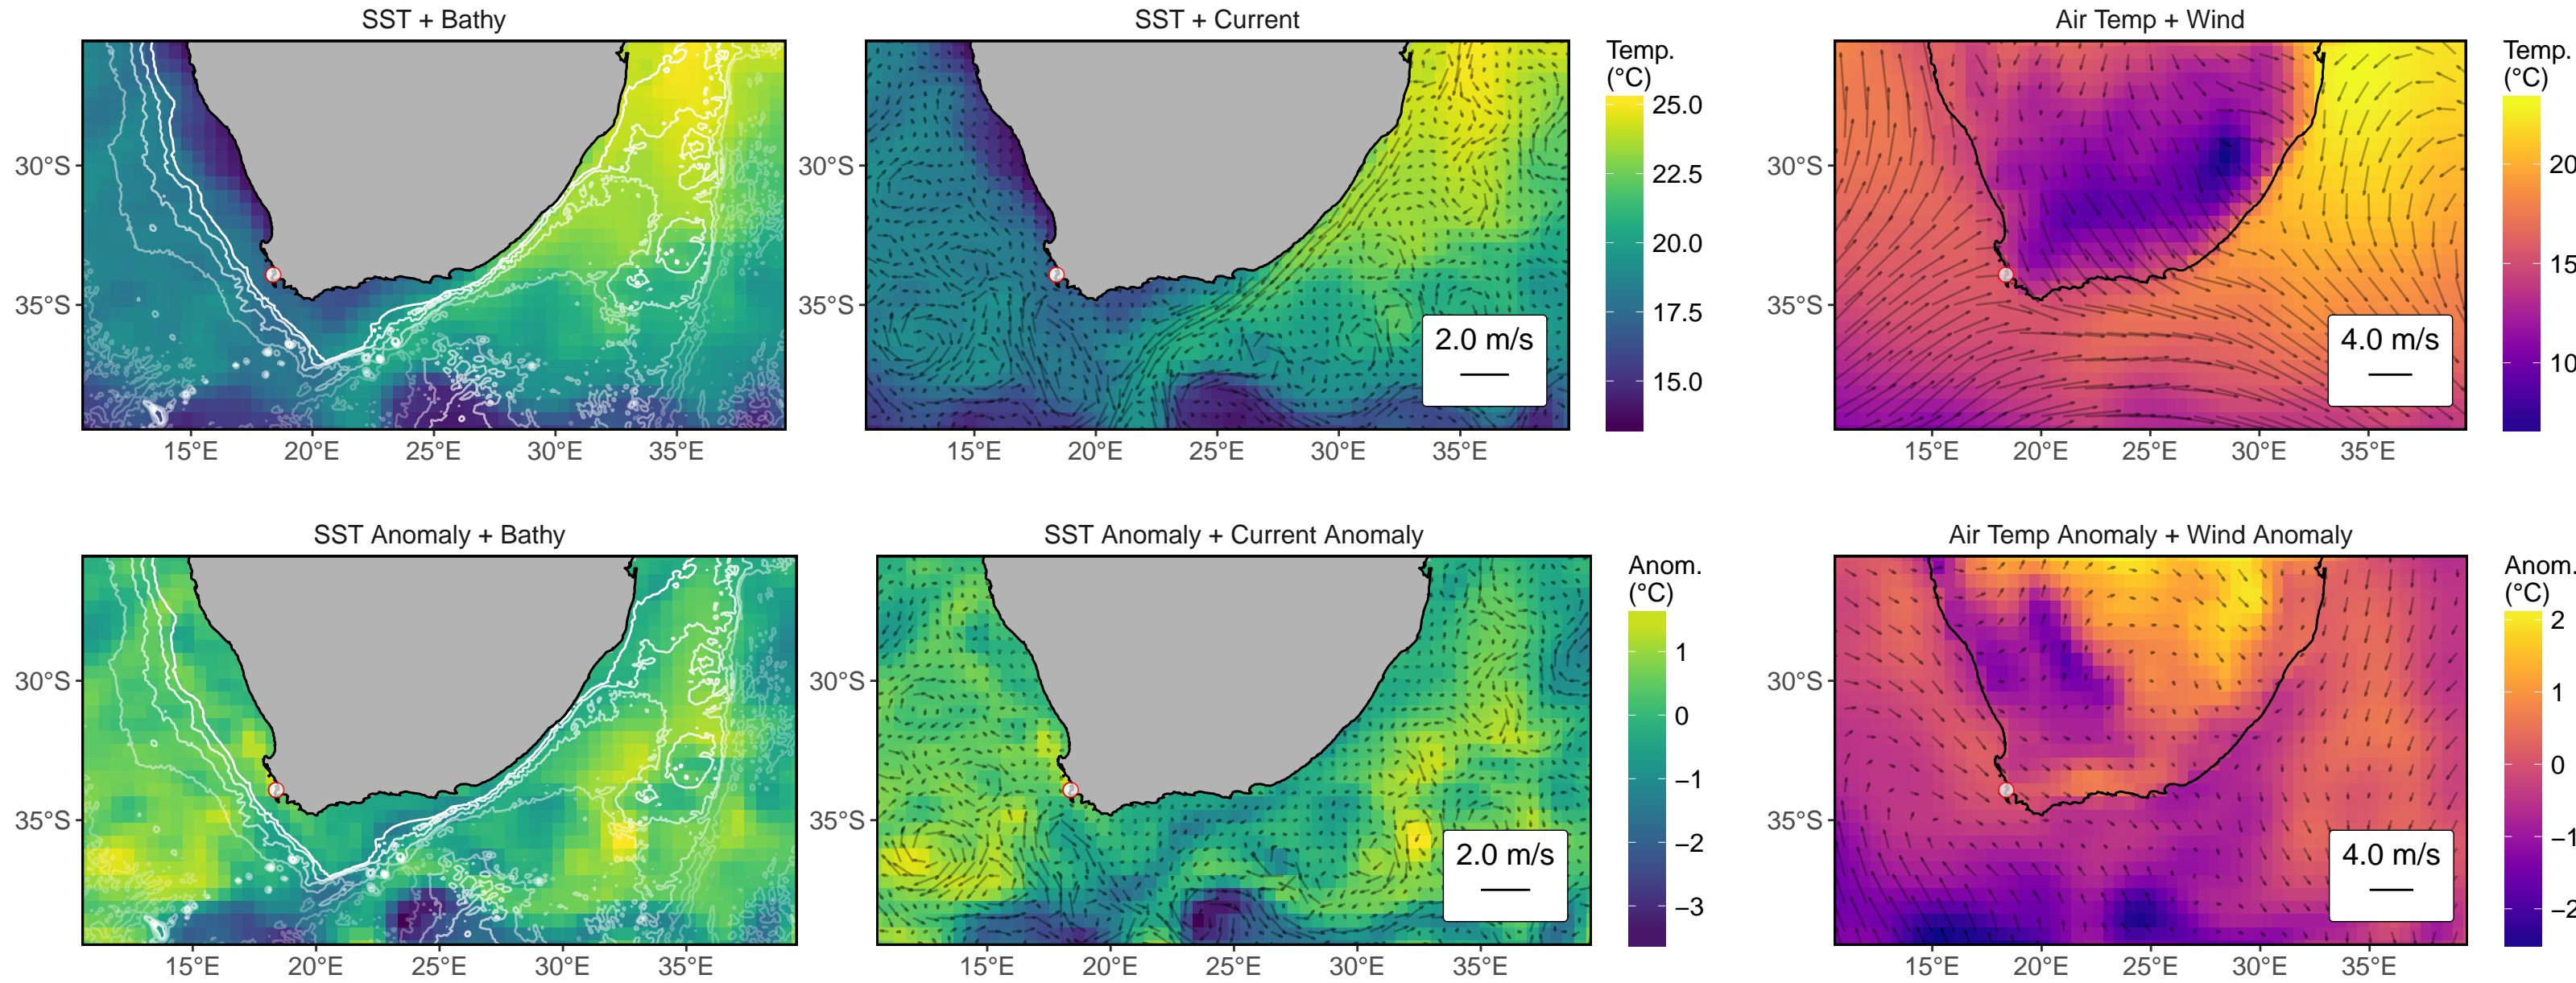 SST + Bathy
SST + Current
Air Temp + Wind
30°S
35°S
15°E 20°E 25°E 30°E 35°E
30°S
35°S
2.0 m/s
15°E 20°E 25°E 30°E 35°E
Temp.
(°C)
25.0
22.5
20.0
17.5
15.0
30°S
35°S
4.0 m/s
15°E 20°E 25°E 30°E 35°E
Temp.
(°C)
20
15
10
SST Anomaly + Bathy
SST Anomaly + Current Anomaly
Air Temp Anomaly + Wind Anomaly
30°S
35°S
15°E 20°E 25°E 30°E 35°E
30°S
35°S
2.0 m/s
15°E 20°E 25°E 30°E 35°E
Anom.
(°C)
1
0
−1
−2
−3
30°S
35°S
4.0 m/s
15°E 20°E 25°E 30°E 35°E
Anom.
(°C)
2
1
0
−1
−2